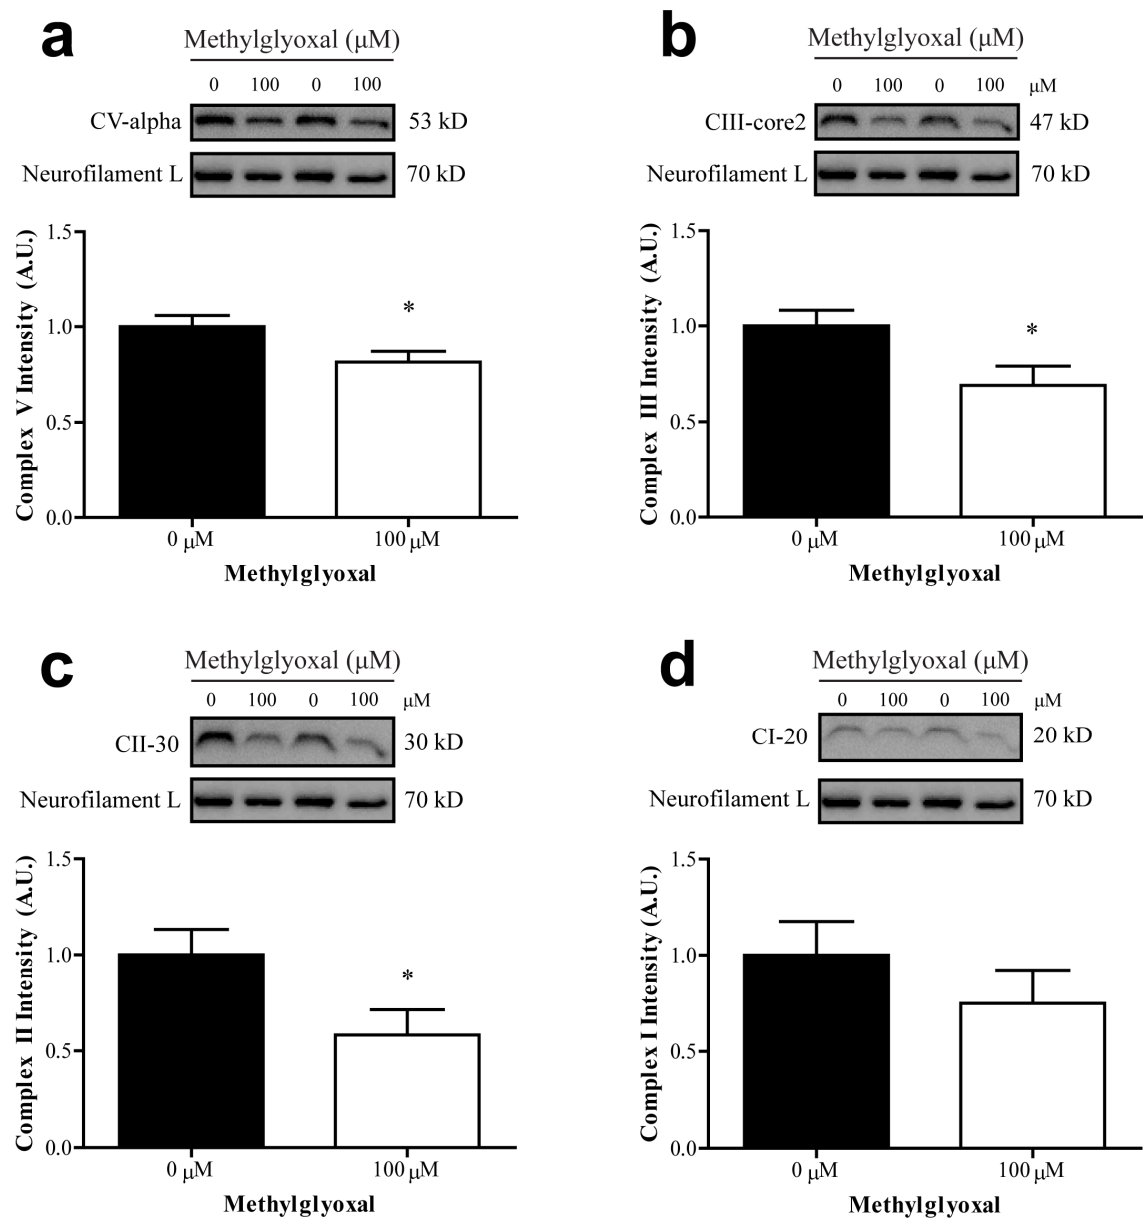 a
Methylglyoxal (μM)
0 100 0 100
CV-alpha 53 kD
Neurofilament L 70 kD
Complex V Intensity (A.U.)
1.5
1.0
0.5
0.0
*
0 μM 100 μM
Methylglyoxal
b
Methylglyoxal (μM)
0 100 0 100 μM
CIII-core2 47 kD
Neurofilament L 70 kD
Complex III Intensity (A.U.)
1.5
1.0
0.5
0.0
*
0 μM 100 μM
Methylglyoxal
c
Methylglyoxal (μM)
0 100 0 100 μM
CII-30 30 kD
Neurofilament L 70 kD
Complex II Intensity (A.U.)
1.5
1.0
0.5
0.0
*
0 μM 100 μM
Methylglyoxal
d
Methylglyoxal (μM)
0 100 0 100 μM
CI-20 20 kD
Neurofilament L 70 kD
Complex I Intensity (A.U.)
1.5
1.0
0.5
0.0
0 μM 100 μM
Methylglyoxal